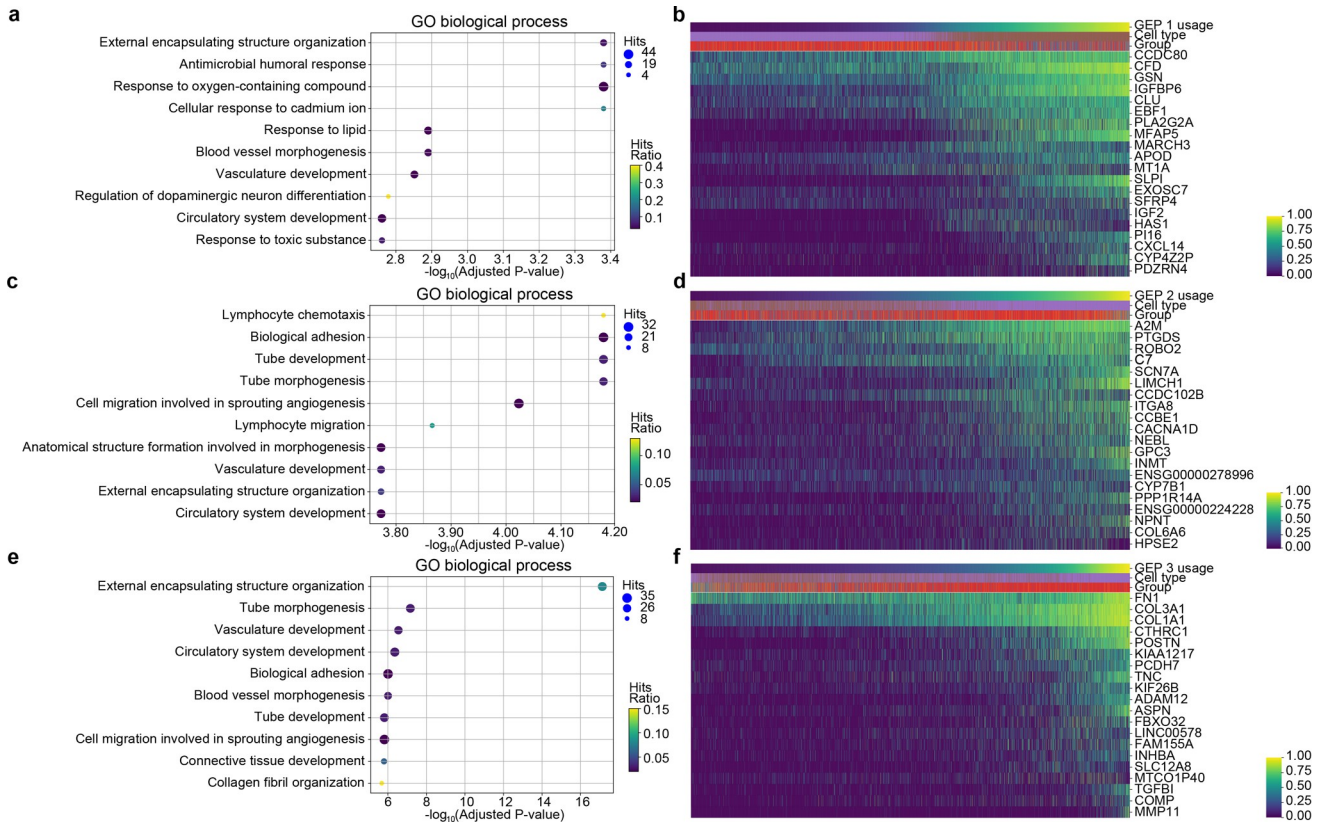 a
GO biological process
External encapsulating structure organization
Antimicrobial humoral response
Response to oxygen-containing compound
Cellular response to cadmium ion
Response to lipid
Blood vessel morphogenesis
Vasculature development
Regulation of dopaminergic neuron differentiation
Circulatory system development
Response to toxic substance
2.8 2.9 3.0 3.1 3.2 3.3 3.4
-log10(Adjusted P-value)
Hits
44
19
4
Hits
Ratio
0.4
0.3
0.2
0.1
b
GEP 1 usage
Cell type
Group
CCDC80
CFD
GSN
IGFBP6
CLU
EBF1
PLA2G2A
MFAP5
MARCH3
APOD
MT1A
SLPI
EXOSC7
SFRP4
IGF2
HAS1
PI16
CXCL14
CYP4Z2P
PDZRN4
1.00
0.75
0.50
0.25
0.00
c
GO biological process
Lymphocyte chemotaxis
Biological adhesion
Tube development
Tube morphogenesis
Cell migration involved in sprouting angiogenesis
Lymphocyte migration
Anatomical structure formation involved in morphogenesis
Vasculature development
External encapsulating structure organization
Circulatory system development
3.80 3.90 4.00 4.10 4.20
-log10(Adjusted P-value)
Hits
32
21
8
Hits
Ratio
0.10
0.05
d
GEP 2 usage
Cell type
Group
A2M
PTGDS
ROBO2
C7
SCN7A
LIMCH1
CCDC102B
ITGA8
CCBE1
CACNA1D
NEBL
GPC3
INMT
ENSG00000278996
CYP7B1
PPP1R14A
ENSG00000224228
NPNT
COL6A6
HPSE2
1.00
0.75
0.50
0.25
0.00
e
GO biological process
External encapsulating structure organization
Tube morphogenesis
Vasculature development
Circulatory system development
Biological adhesion
Blood vessel morphogenesis
Tube development
Cell migration involved in sprouting angiogenesis
Connective tissue development
Collagen fibril organization
6 8 10 12 14 16
-log10(Adjusted P-value)
Hits
35
26
8
Hits
Ratio
0.15
0.10
0.05
f
GEP 3 usage
Cell type
Group
FN1
COL3A1
COL1A1
CTHRC1
POSTN
KIAA1217
PCDH7
TNC
KIF26B
ADAM12
ASPN
FBXO32
LINC00578
FAM155A
INHBA
SLC12A8
MTCO1P40
TGFBI
COMP
MMP11
1.00
0.75
0.50
0.25
0.00